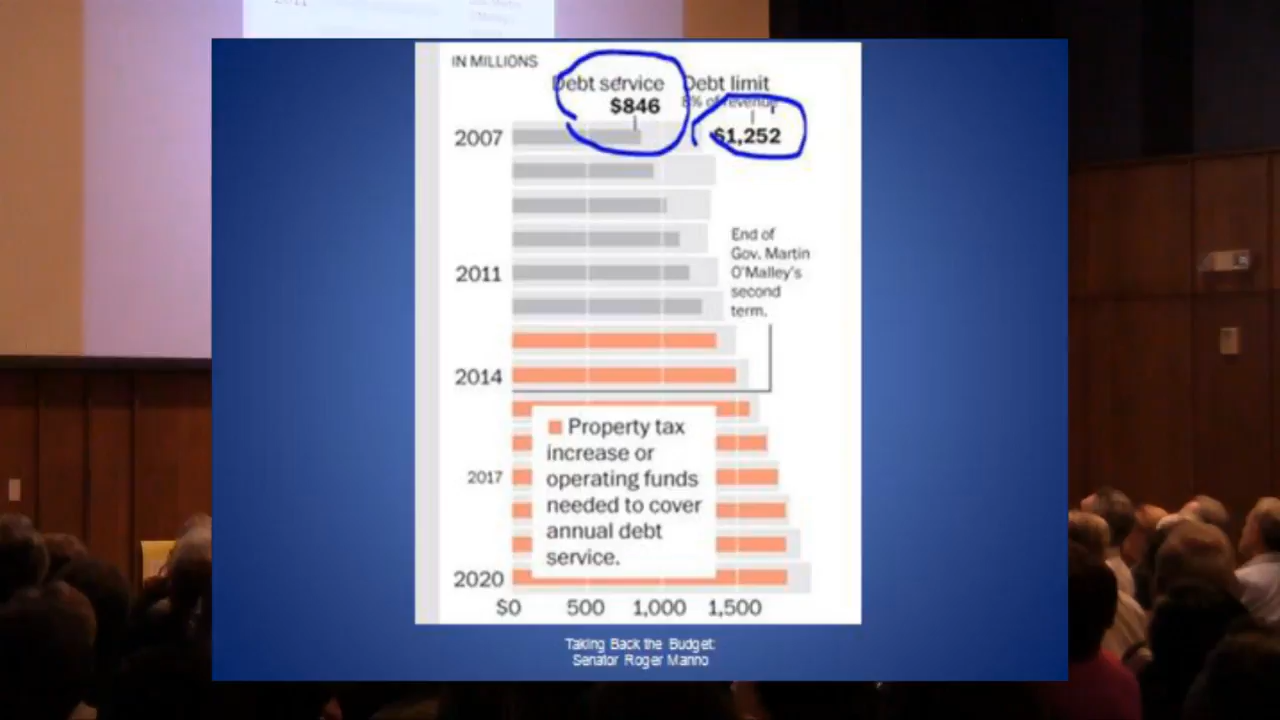 2011
IN MILLIONS
Debt service
$846
Debt limit
8% of revenue
$1,252
2007
End of
Gov. Martin
O'Malley's
second
term.
2011
2014
Property tax
increase or
operating funds
needed to cover
annual debt
service.
2017
2020
$0 500 1,000 1,500
Taking Back the Budget:
Senator Roger Manno